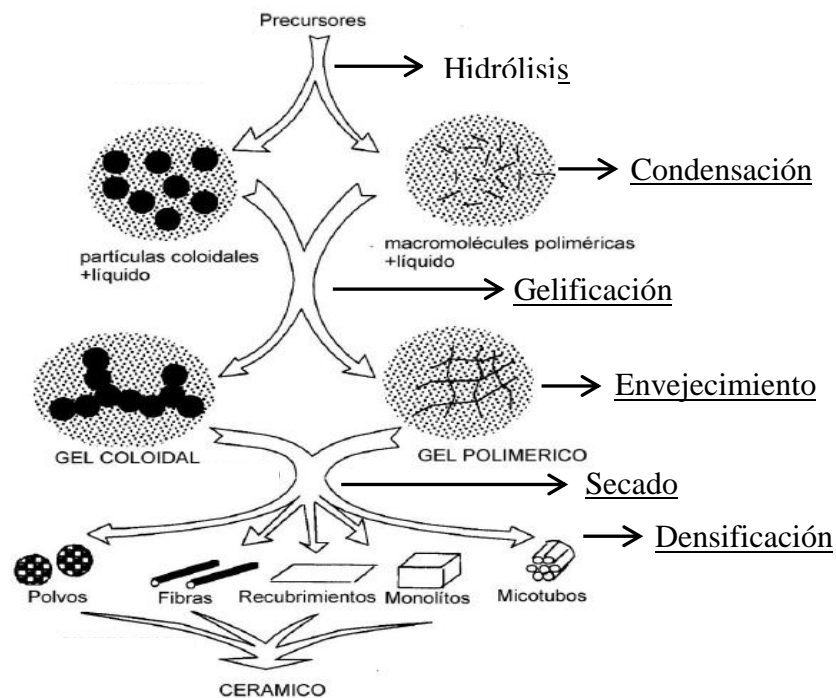 Precursores
Hidrólisis
Condensación
partículas coloidales
+líquido
macromolécules poliméricas
+líquido
Gelificación
Envejecimiento
GEL COLOIDAL
GEL POLIMERICO
Secado
Densificación
Polvos
Fibras
Recubrimientos
Monolítos
Micotubos
CERAMICO